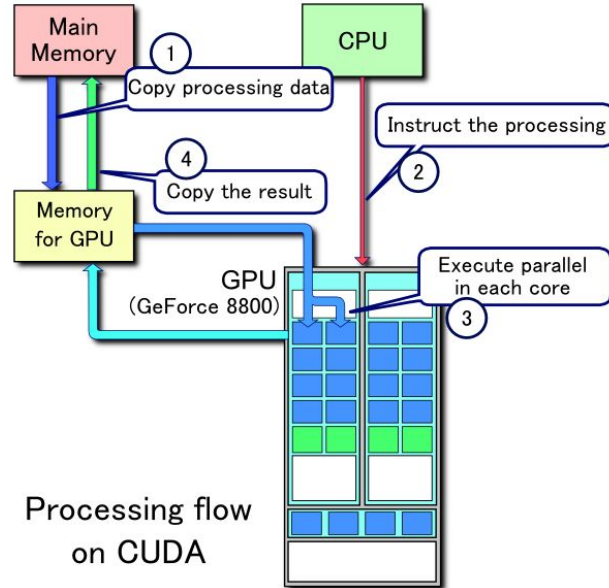 Main
Memory
CPU
1
Copy processing data
Instruct the processing
2
4
Copy the result
Memory
for GPU
GPU
(GeForce 8800)
Execute parallel
in each core
3
Processing flow
on CUDA